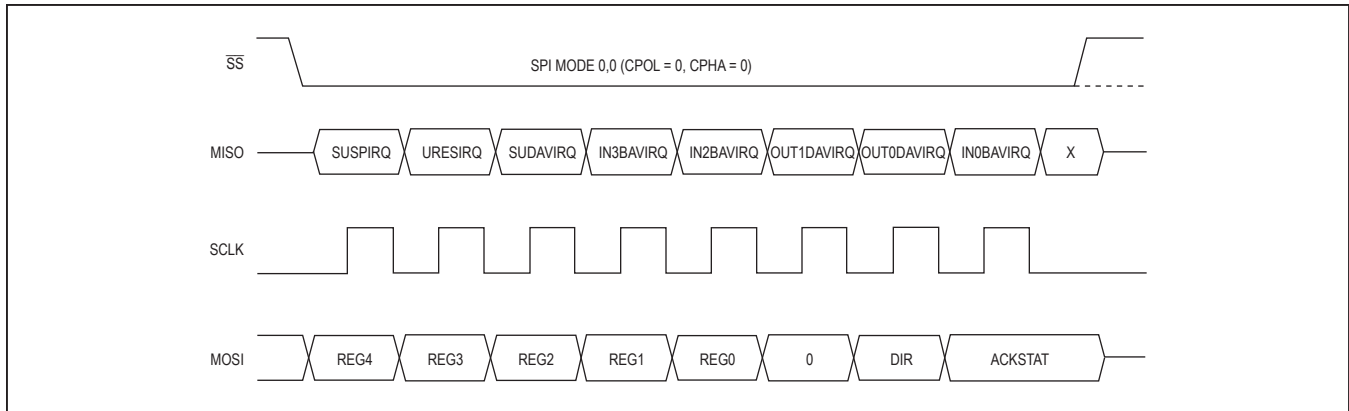 SS
SPI MODE 0,0 (CPOL = 0, CPHA = 0)
MISO SUSPIRQ URESIRQ SUDAVIRQ IN3BAVIRQ IN2BAVIRQ OUT1DAVIRQ OUT0DAVIRQ IN0BAVIRQ X
SCLK
MOSI REG4 REG3 REG2 REG1 REG0 0 DIR ACKSTAT